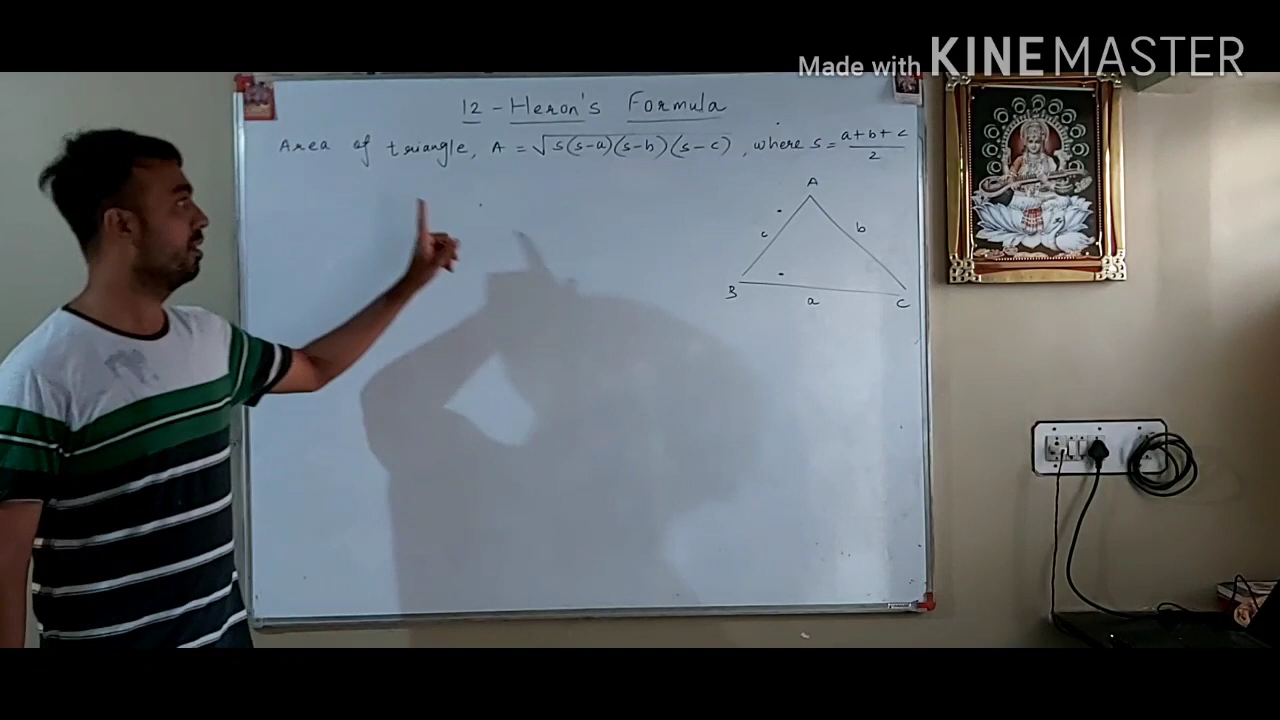 Made with KINEMASTER
12 - Heron's Formula
Area of triangle, A = √s(s-a)(s-b)(s-c), where s = a+b+c/2
A
c b
B a C